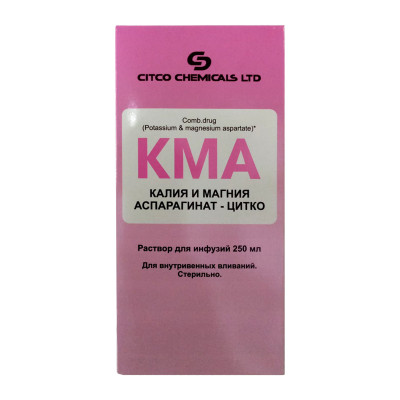 CITCO CHEMICALS LTD
Comb.drug
(Potassium & magnesium aspartate)*
КМА
КАЛИЯ И МАГНИЯ
АСПАРАГИНАТ - ЦИТКО
Раствор для инфузий 250 мл
Для внутривенных вливаний.
Стерильно.